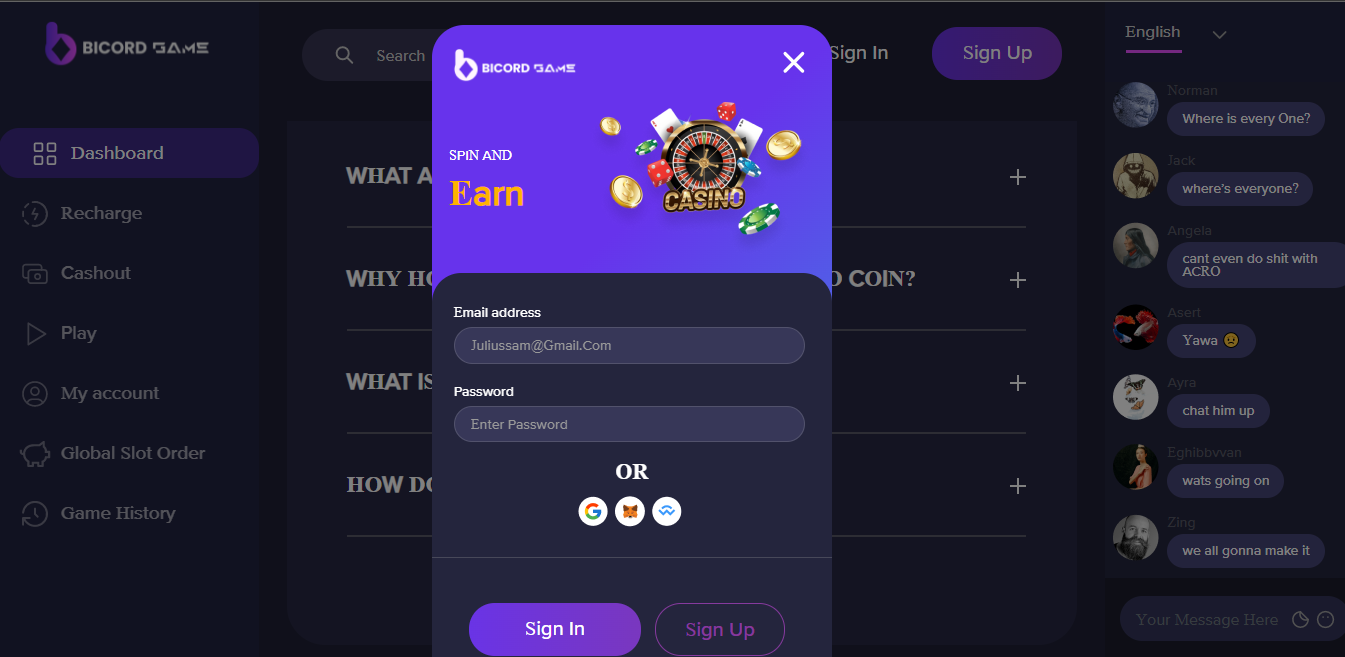 BICORD GAME
Dashboard
Recharge
Cashout
Play
My account
Global Slot Order
Game History
Search
Sign In
Sign Up
WHAT A
WHY HO
O COIN?
WHAT IS
HOW DO
BICORD GAME
SPIN AND
Earn
CASINO
Email address
Juliussam@Gmail.Com
Password
Enter Password
OR
Sign In
Sign Up
English
Norman
Where is every One?
Jack
where's everyone?
Angela
cant even do shit with
ACRO
Asert
Yawa 😟
Ayra
chat him up
Eghibbvvan
wats going on
Zing
we all gonna make it
Your Message Here